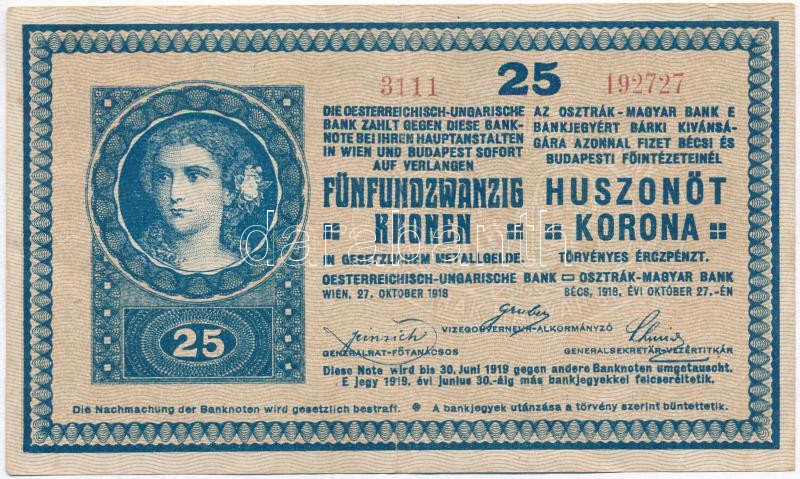 3111 25 192727
DIE OESTERREICHISCH-UNGARISCHE
BANK ZAHLT GEGEN DIESE BANK-
NOTE BEI IHREN HAUPTANSTALTEN
IN WIEN UND BUDAPEST SOFORT
AUF VERLANGEN
FÜNFUNDZWANZIG
KRONEN
IN GESETZLICHEM METALLGELDE.
AZ OSZTRÁK-MAGYAR BANK E
BANKJEGYÉRT BÁRKI KIVÁNSÁ-
GÁRA AZONNAL FIZET BÉCSI ÉS
BUDAPESTI FŐINTÉZETEINÉL
HUSZONÖT
KORONA
TÖRVÉNYES ÉRCZPÉNZT.
OESTERREICHISCH-UNGARISCHE BANK OSZTRÁK-MAGYAR BANK
WIEN, 27. OKTOBER 1918 BÉCS, 1918. ÉVI OKTÓBER 27.-ÉN
Gruber
VIZEGOUVERNEUR-ALKORMÁNYZÓ
GENERALRAT-FŐTANÁCSOS GENERALSEKRETÄR-VEZÉRTITKÁR
Diese Note wird bis 30. Juni 1919 gegen andere Banknoten umgetauscht.
E jegy 1919. évi junius 30.-áig más bankjegyekkel felcseréltetik.
25
Die Nachmachung der Banknoten wird gesetzlich bestraft. A bankjegyek utánzása a törvény szerint büntettetik.
darabanth